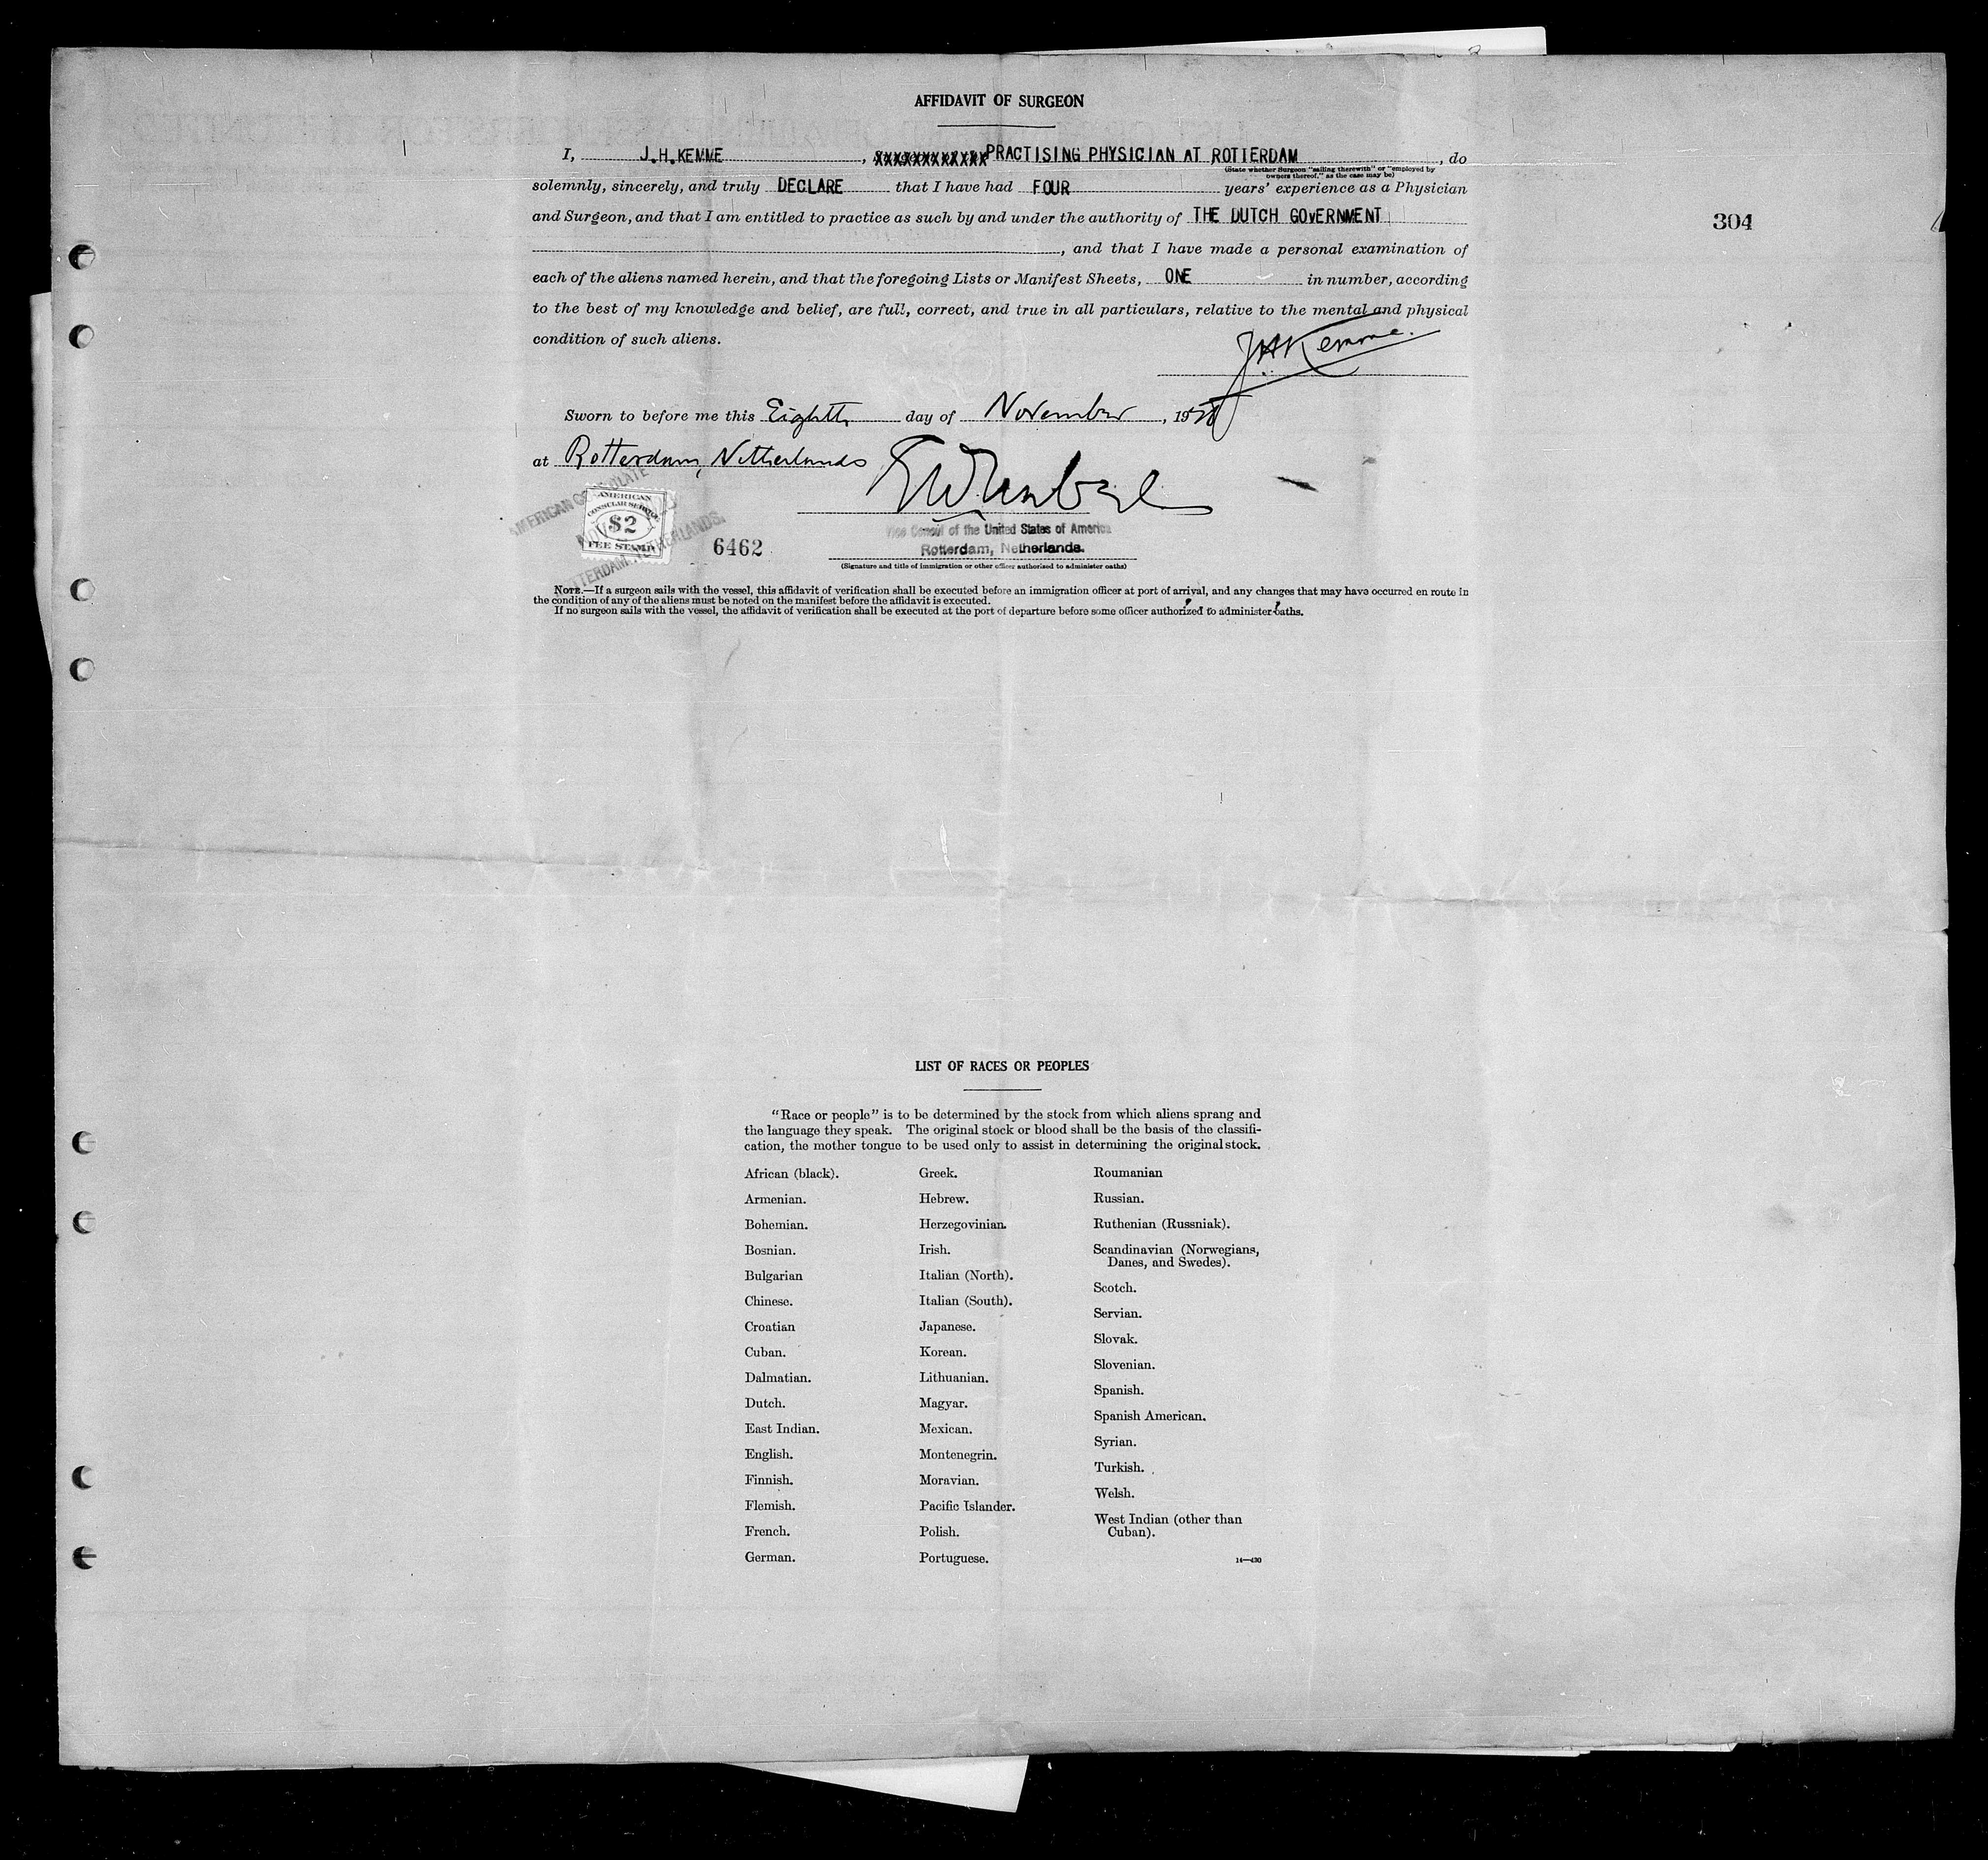 AFFIDAVIT OF SURGEON
I, J.H.KEMME, XXXXXXXXXXXX PRACTISING PHYSICIAN AT ROTTERDAM, do
(State whether Surgeon "sailing therewith" or "employed by
owners thereof," as the case may be)
solemnly, sincerely, and truly DECLARE that I have had FOUR years' experience as a Physician
and Surgeon, and that I am entitled to practice as such by and under the authority of THE DUTCH GOvERNMENT
304
, and that I have made a personal examination of
each of the aliens named herein, and that the foregoing Lists or Manifest Sheets, ONE in number, according
to the best of my knowledge and belief, are full, correct, and true in all particulars, relative to the mental and physical
condition of such aliens.
JHKemme.
Sworn to before me this Eighth day of November, 19
at Rotterdam, Netherlands
AMERICAN CONSULATE
AMERICAN
CONSULAR SERVICE
$2
FEE STAMP
ROTTERDAM, NETHERLANDS.
6462
Vice Consul of the United States of America
Rotterdam, Netherlands.
(Signature and title of immigration or other officer authorized to administer oaths)
NOTE.—If a surgeon sails with the vessel, this affidavit of verification shall be executed before an immigration officer at port of arrival, and any changes that may have occurred en route in
the condition of any of the aliens must be noted on the manifest before the affidavit is executed.
If no surgeon sails with the vessel, the affidavit of verification shall be executed at the port of departure before some officer authorized to administer oaths.
LIST OF RACES OR PEOPLES
"Race or people" is to be determined by the stock from which aliens sprang and
the language they speak. The original stock or blood shall be the basis of the classifi-
cation, the mother tongue to be used only to assist in determining the original stock.
African (black).
Armenian.
Bohemian.
Bosnian.
Bulgarian
Chinese.
Croatian
Cuban.
Dalmatian.
Dutch.
East Indian.
English.
Finnish.
Flemish.
French.
German.
Greek.
Hebrew.
Herzegovinian.
Irish.
Italian (North).
Italian (South).
Japanese.
Korean.
Lithuanian.
Magyar.
Mexican.
Montenegrin.
Moravian.
Pacific Islander.
Polish.
Portuguese.
Roumanian
Russian.
Ruthenian (Russniak).
Scandinavian (Norwegians,
Danes, and Swedes).
Scotch.
Servian.
Slovak.
Slovenian.
Spanish.
Spanish American.
Syrian.
Turkish.
Welsh.
West Indian (other than
Cuban).
14—430